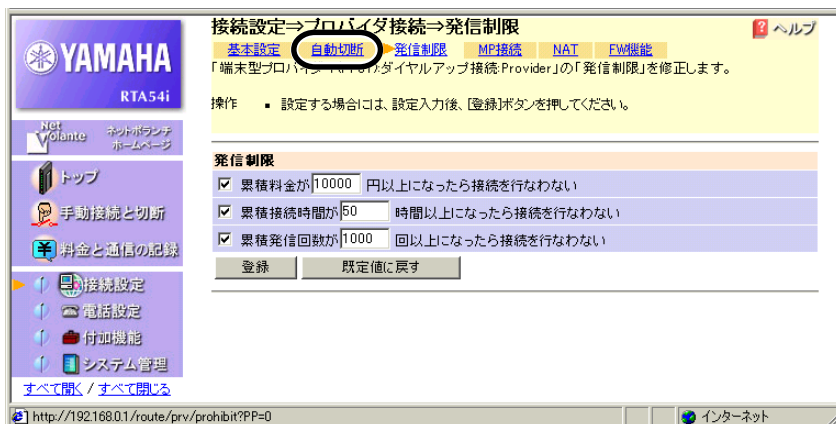 接続設定⇒プロバイダ接続⇒発信制限
ヘルプ
基本設定 自動切断 発信制限 MP接続 NAT FW機能
「端末型プロバイダ
ダイヤルアップ接続:Provider」の「発信制限」を修正します。
操作 ▪ 設定する場合には、設定入力後、[登録]ボタンを押してください。
YAMAHA
RTA54i
Net Volante ネットボランチ
ホームページ
トップ
手動接続と切断
料金と通信の記録
接続設定
電話設定
付加機能
システム管理
すべて開く / すべて閉じる
発信制限
累積料金が 10000 円以上になったら接続を行なわない
累積接続時間が 50 時間以上になったら接続を行なわない
累積発信回数が 1000 回以上になったら接続を行なわない
登録 既定値に戻す
http://192.168.0.1/route/prv/prohibit?PP=0
インターネット